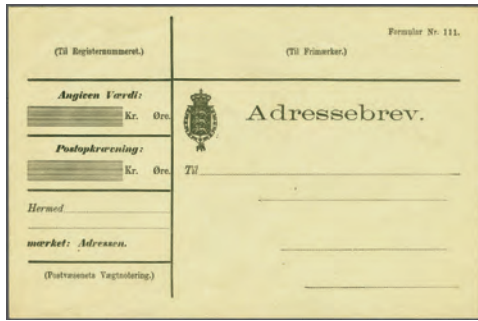 Formular Nr. 111.
(Til Registernummeret.)
(Til Frimærker.)
Angiven Værdi:
Kr. Øre.
Adressebrev.
Postopkrævning:
Kr. Øre.
Til
Hermed
mærket: Adressen.
(Postvæsenets Vægtnotering.)